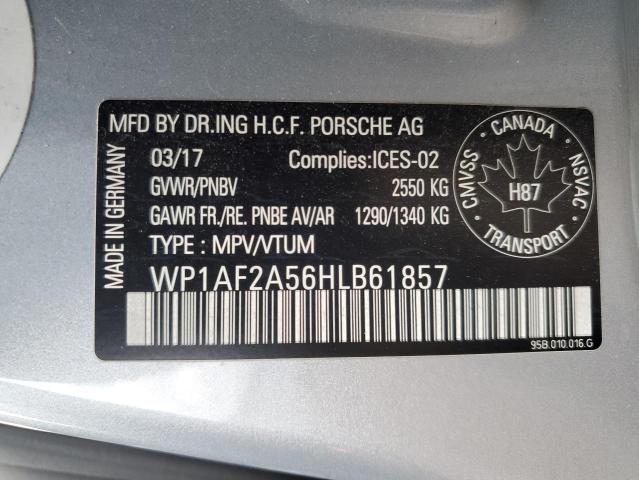 MFD BY DR.ING H.C.F. PORSCHE AG
MADE IN GERMANY
03/17 Complies:ICES-02
GVWR/PNBV 2550 KG
GAWR FR./RE. PNBE AV/AR 1290/1340 KG
TYPE : MPV/VTUM
WP1AF2A56HLB61857
CANADA
CMVSS
NSVAC
H87
TRANSPORT
95B.010.016.G